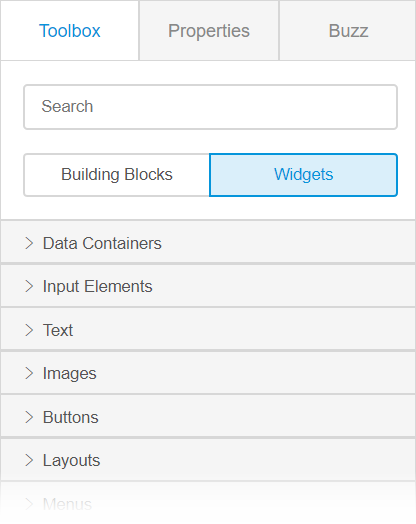 Toolbox Properties Buzz
Search
Building Blocks Widgets
Data Containers
Input Elements
Text
Images
Buttons
Layouts
Menus